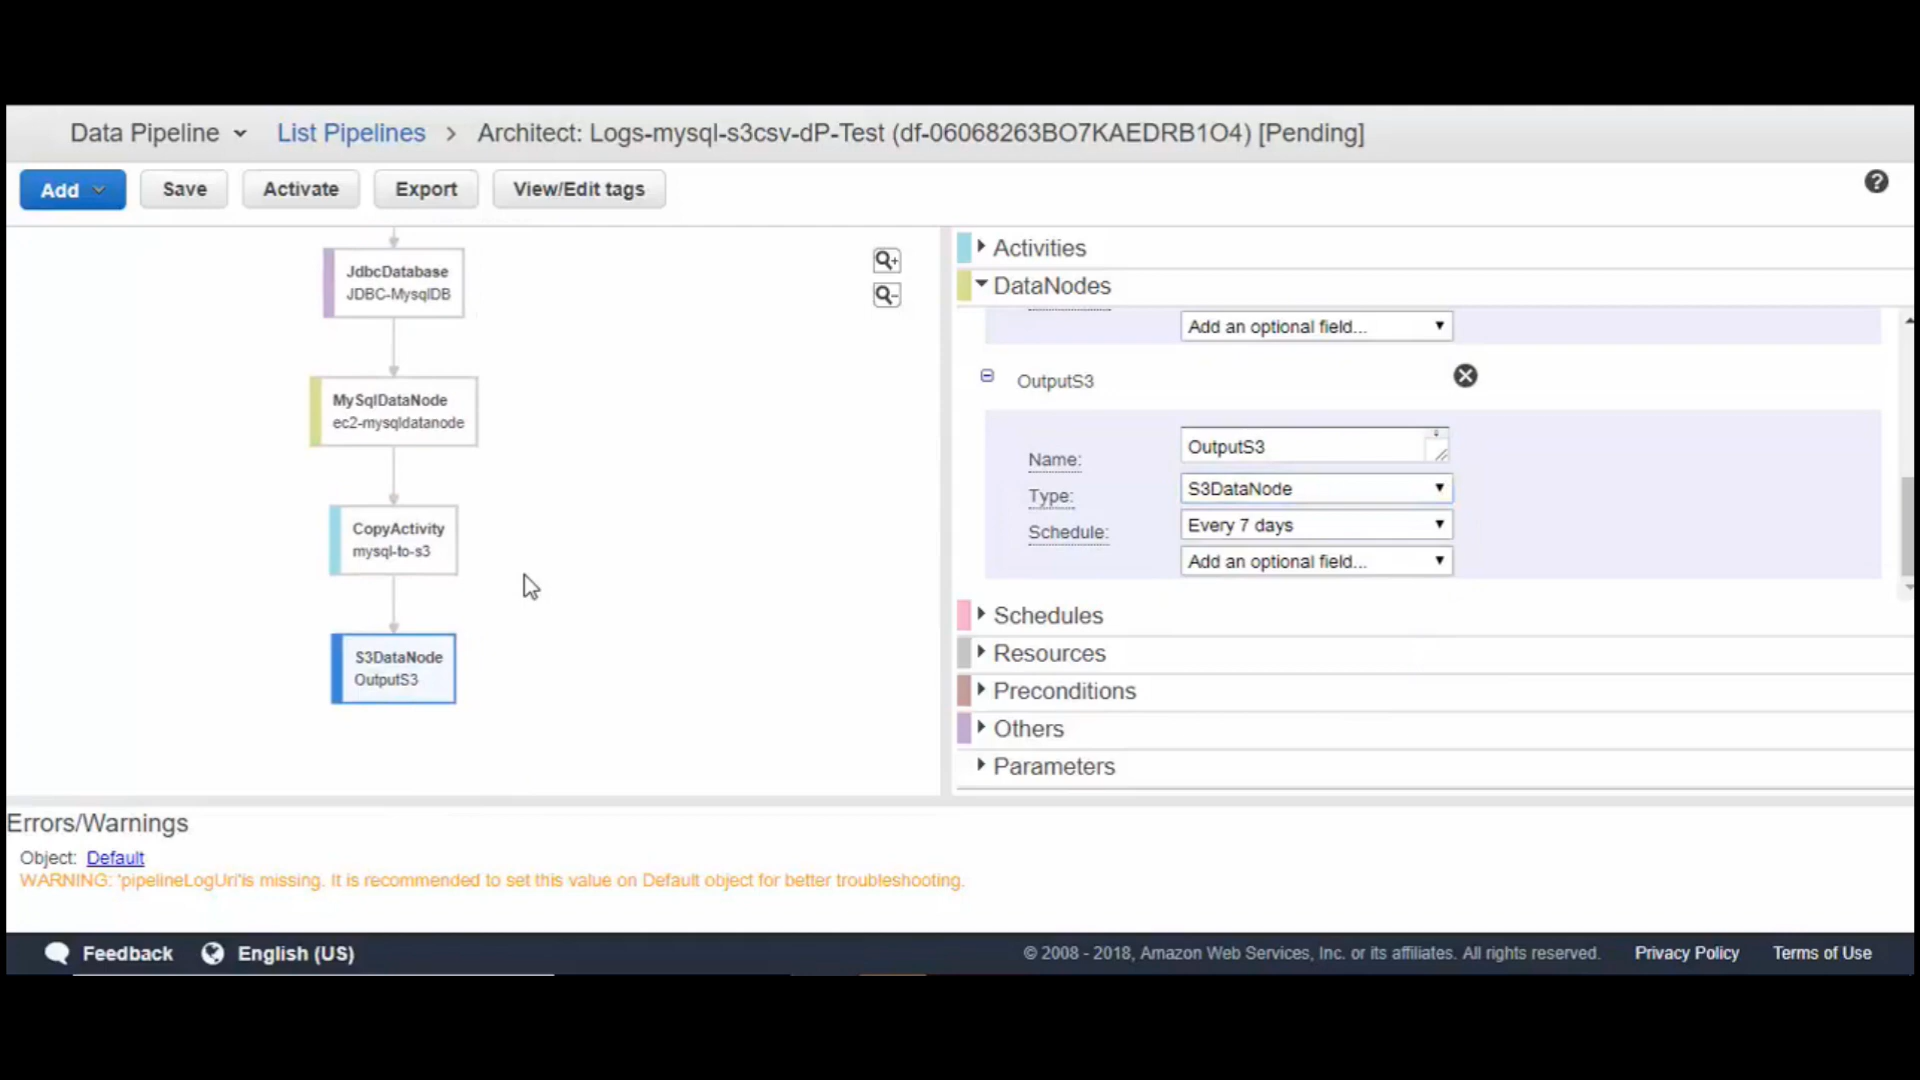 Data Pipeline List Pipelines > Architect: Logs-mysql-s3csv-dP-Test (df-06068263BO7KAEDRB1O4) [Pending]
Add Save Activate Export View/Edit tags ?
JdbcDatabase
JDBC-MysqlDB
MySqlDataNode
ec2-mysqldatanode
CopyActivity
mysql-to-s3
S3DataNode
OutputS3
Activities
DataNodes
Add an optional field...
OutputS3
Name: OutputS3
Type: S3DataNode
Schedule: Every 7 days
Add an optional field...
Schedules
Resources
Preconditions
Others
Parameters
Errors/Warnings
Object: Default
WARNING: 'pipelineLogUri'is missing. It is recommended to set this value on Default object for better troubleshooting.
Feedback English (US) © 2008 - 2018, Amazon Web Services, Inc. or its affiliates. All rights reserved. Privacy Policy Terms of Use